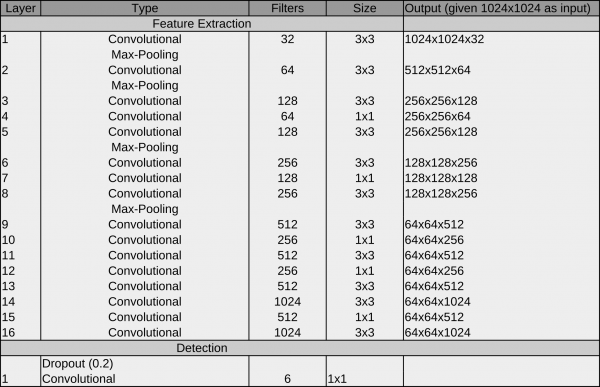 Layer Type Filters Size Output (given 1024x1024 as input)
Feature Extraction
1 Convolutional 32 3x3 1024x1024x32
Max-Pooling
2 Convolutional 64 3x3 512x512x64
Max-Pooling
3 Convolutional 128 3x3 256x256x128
4 Convolutional 64 1x1 256x256x64
5 Convolutional 128 3x3 256x256x128
Max-Pooling
6 Convolutional 256 3x3 128x128x256
7 Convolutional 128 1x1 128x128x128
8 Convolutional 256 3x3 128x128x256
Max-Pooling
9 Convolutional 512 3x3 64x64x512
10 Convolutional 256 1x1 64x64x256
11 Convolutional 512 3x3 64x64x512
12 Convolutional 256 1x1 64x64x256
13 Convolutional 512 3x3 64x64x512
14 Convolutional 1024 3x3 64x64x1024
15 Convolutional 512 1x1 64x64x512
16 Convolutional 1024 3x3 64x64x1024
Detection
Dropout (0.2)
1 Convolutional 6 1x1